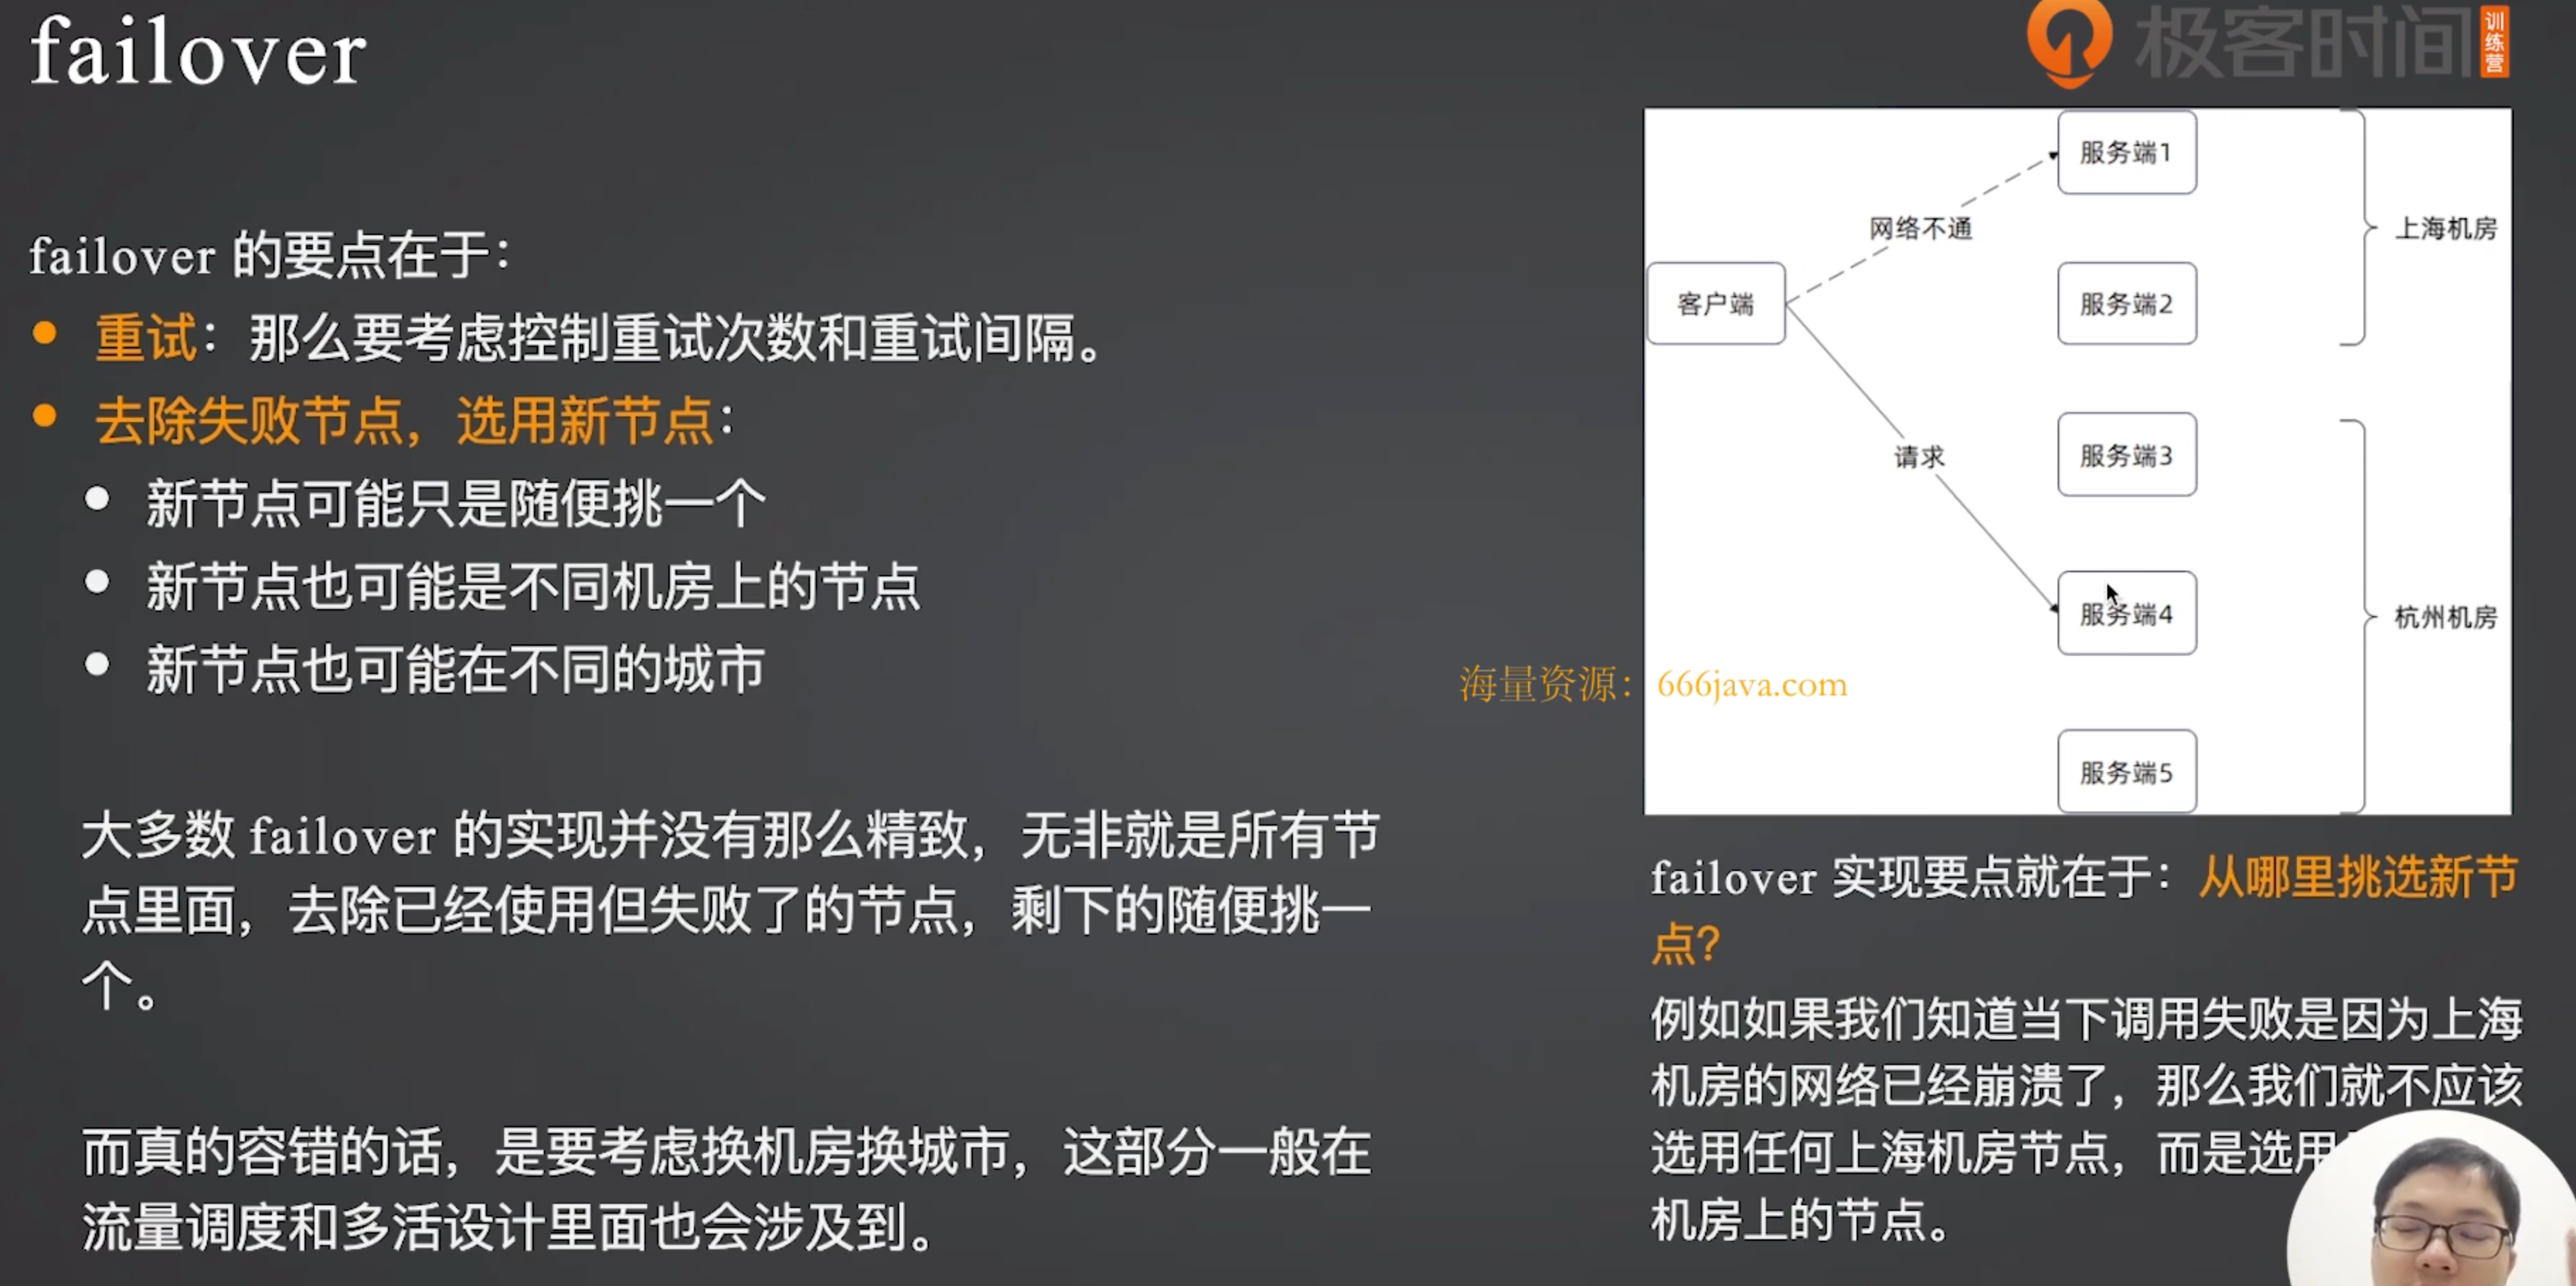 failover
极客时间
训练营
failover 的要点在于：
重试：那么要考虑控制重试次数和重试间隔。
去除失败节点，选用新节点：
新节点可能只是随便挑一个
新节点也可能是不同机房上的节点
新节点也可能在不同的城市
大多数 failover 的实现并没有那么精致，无非就是所有节
点里面，去除已经使用但失败了的节点，剩下的随便挑一
个。
而真的容错的话，是要考虑换机房换城市，这部分一般在
流量调度和多活设计里面也会涉及到。
服务端1
网络不通
上海机房
客户端
服务端2
请求
服务端3
服务端4
杭州机房
服务端5
海量资源：666java.com
failover 实现要点就在于：从哪里挑选新节
点？
例如如果我们知道当下调用失败是因为上海
机房的网络已经崩溃了，那么我们就不应该
选用任何上海机房节点，而是选用
机房上的节点。